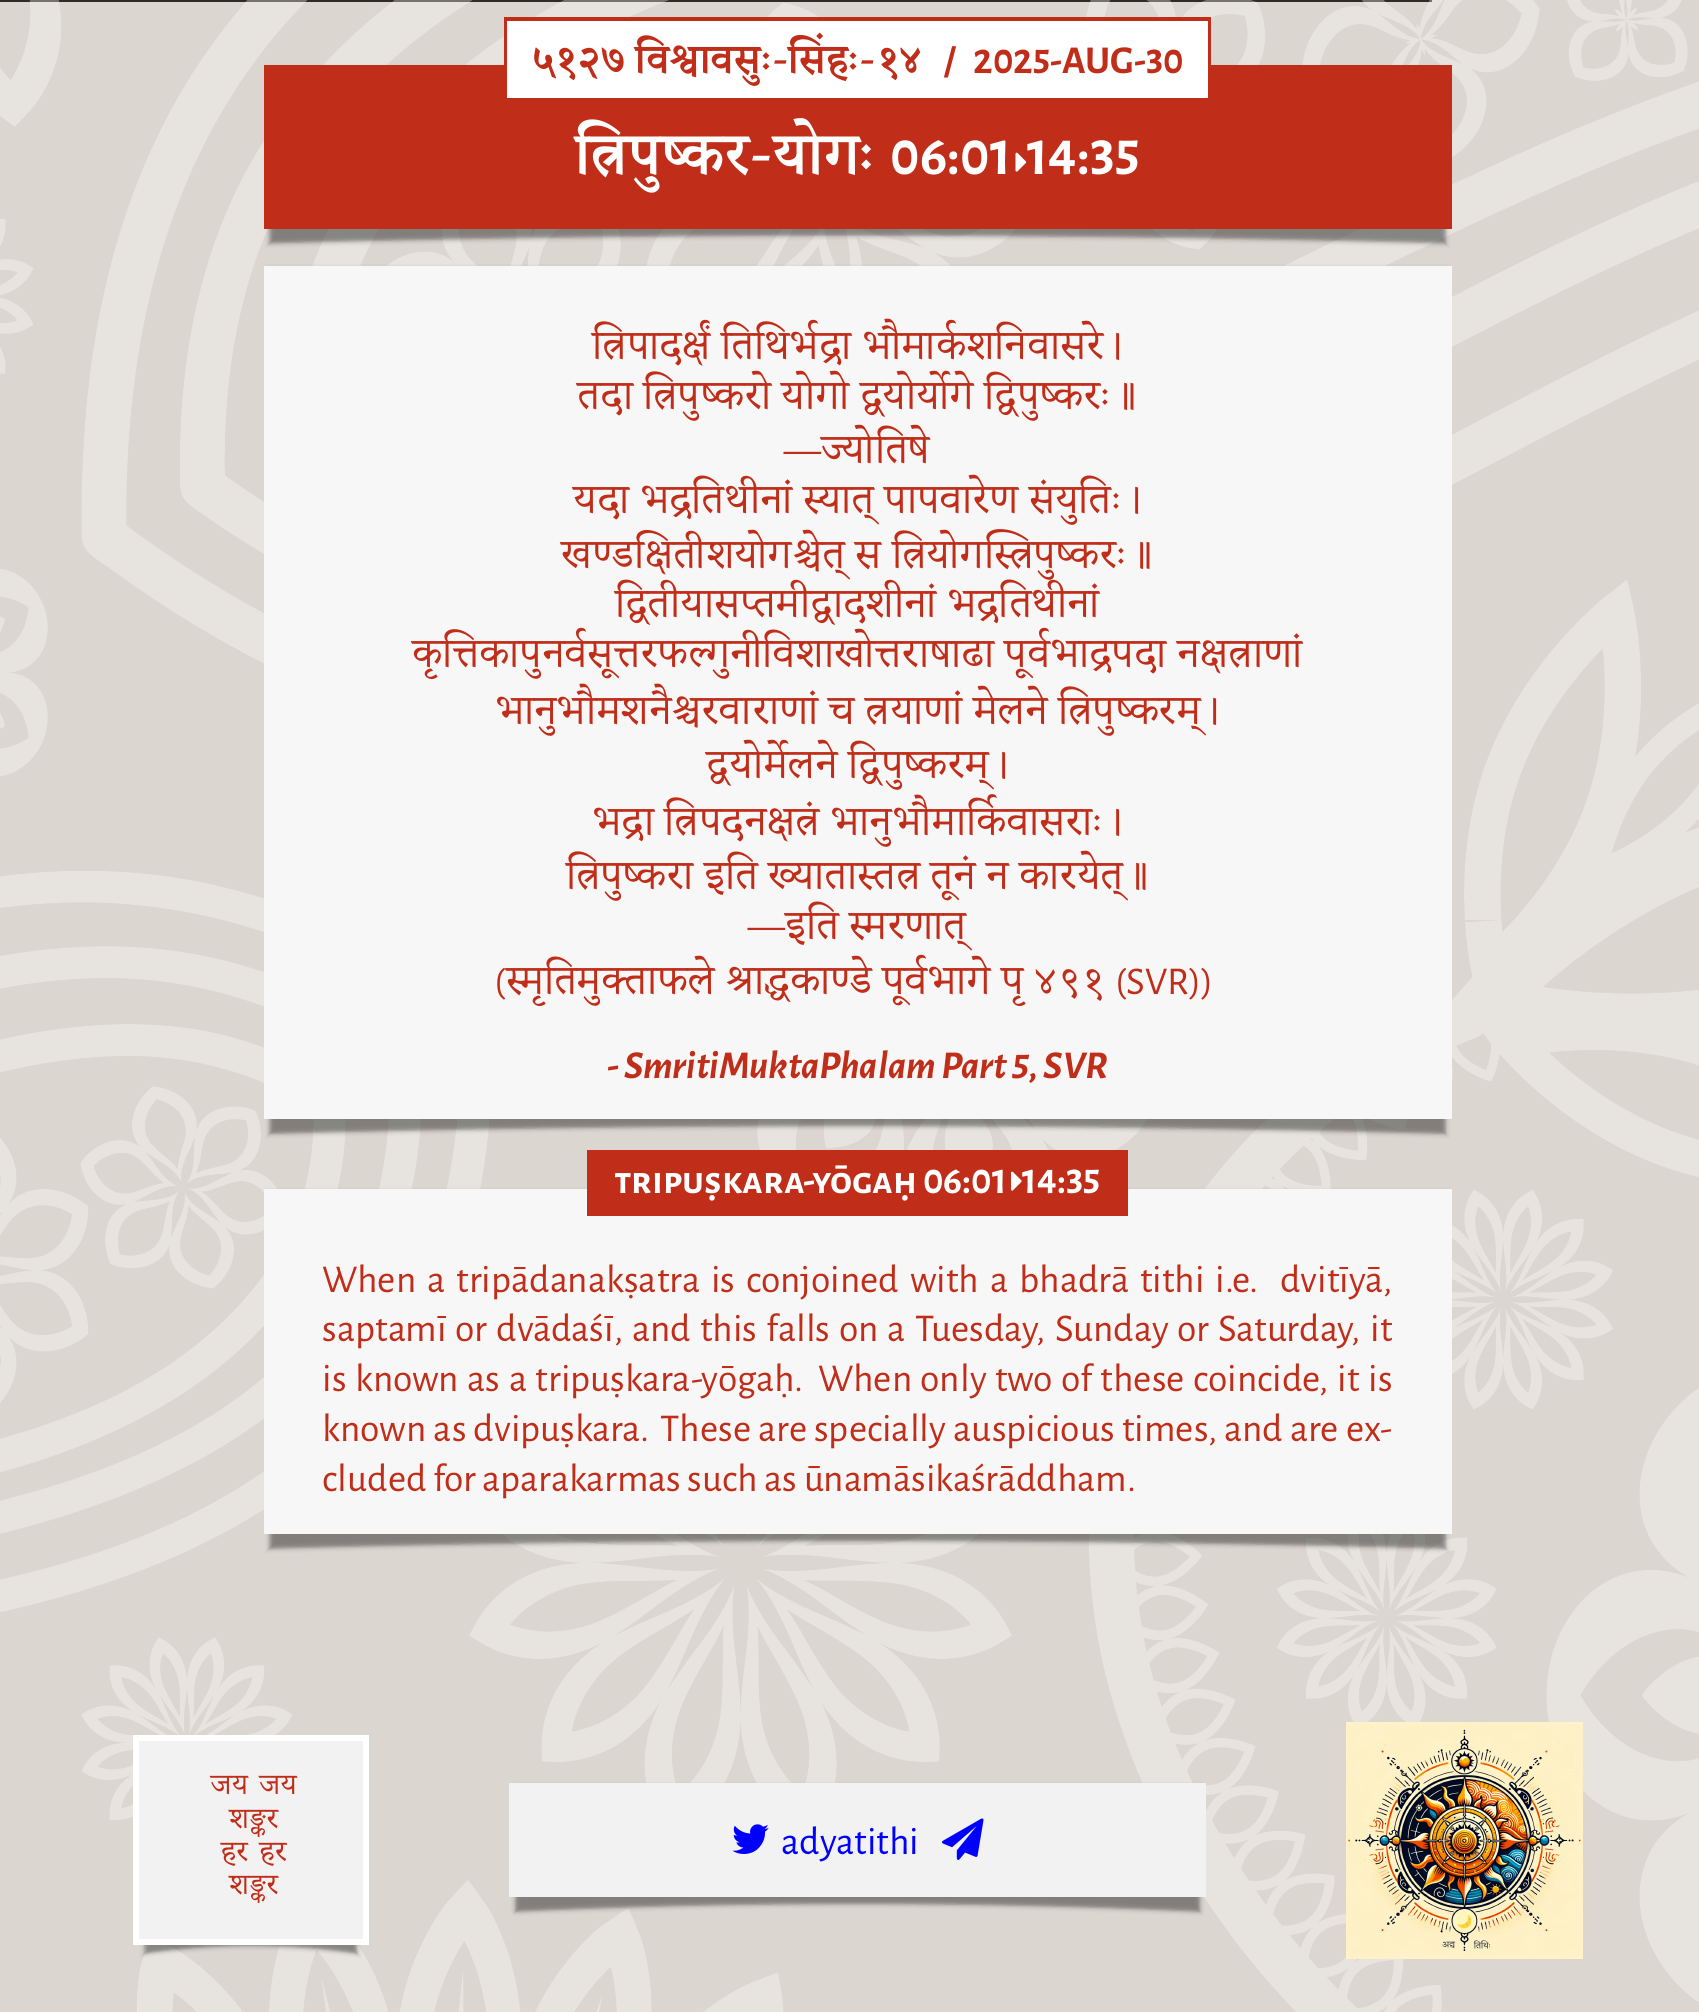 ५१२७ विश्वावसुः-सिंहः-१४ / 2025-AUG-30
त्रिपुष्कर-योगः 06:01▸14:35
त्रिपादर्क्षं तिथिर्भद्रा भौमार्कशनिवासरे।
तदा त्रिपुष्करो योगो द्वयोर्योगे द्विपुष्करः॥
—ज्योतिषे
यदा भद्रतिथीनां स्यात् पापवारेण संयुतिः।
खण्डक्षितीशयोगश्चेत् स त्रियोगस्त्रिपुष्करः॥
द्वितीयासप्तमीद्वादशीनां भद्रतिथीनां
कृत्तिकापुनर्वसूत्तरफल्गुनीविशाखोत्तराषाढा पूर्वभाद्रपदा नक्षत्राणां
भानुभौमशनैश्चरवाराणां च त्रयाणां मेलने त्रिपुष्करम्।
द्वयोर्मेलने द्विपुष्करम्।
भद्रा त्रिपदनक्षत्रं भानुभौमार्किवासराः।
त्रिपुष्करा इति ख्यातास्तत्र तूनं न कारयेत्॥
—इति स्मरणात्
(स्मृतिमुक्ताफले श्राद्धकाण्डे पूर्वभागे पृ ४९१ (SVR))
- SmritiMuktaPhalam Part 5, SVR
TRIPUṢKARA-YŌGAḤ 06:01▸14:35
When a tripādanakṣatra is conjoined with a bhadrā tithi i.e. dvitīyā,
saptamī or dvādaśī, and this falls on a Tuesday, Sunday or Saturday, it
is known as a tripuṣkara-yōgaḥ. When only two of these coincide, it is
known as dvipuṣkara. These are specially auspicious times, and are ex-
cluded for aparakarmas such as ūnamāsikaśrāddham.
जय जय
शङ्कर
हर हर
शङ्कर
adyatithi
अद्य तिथिः